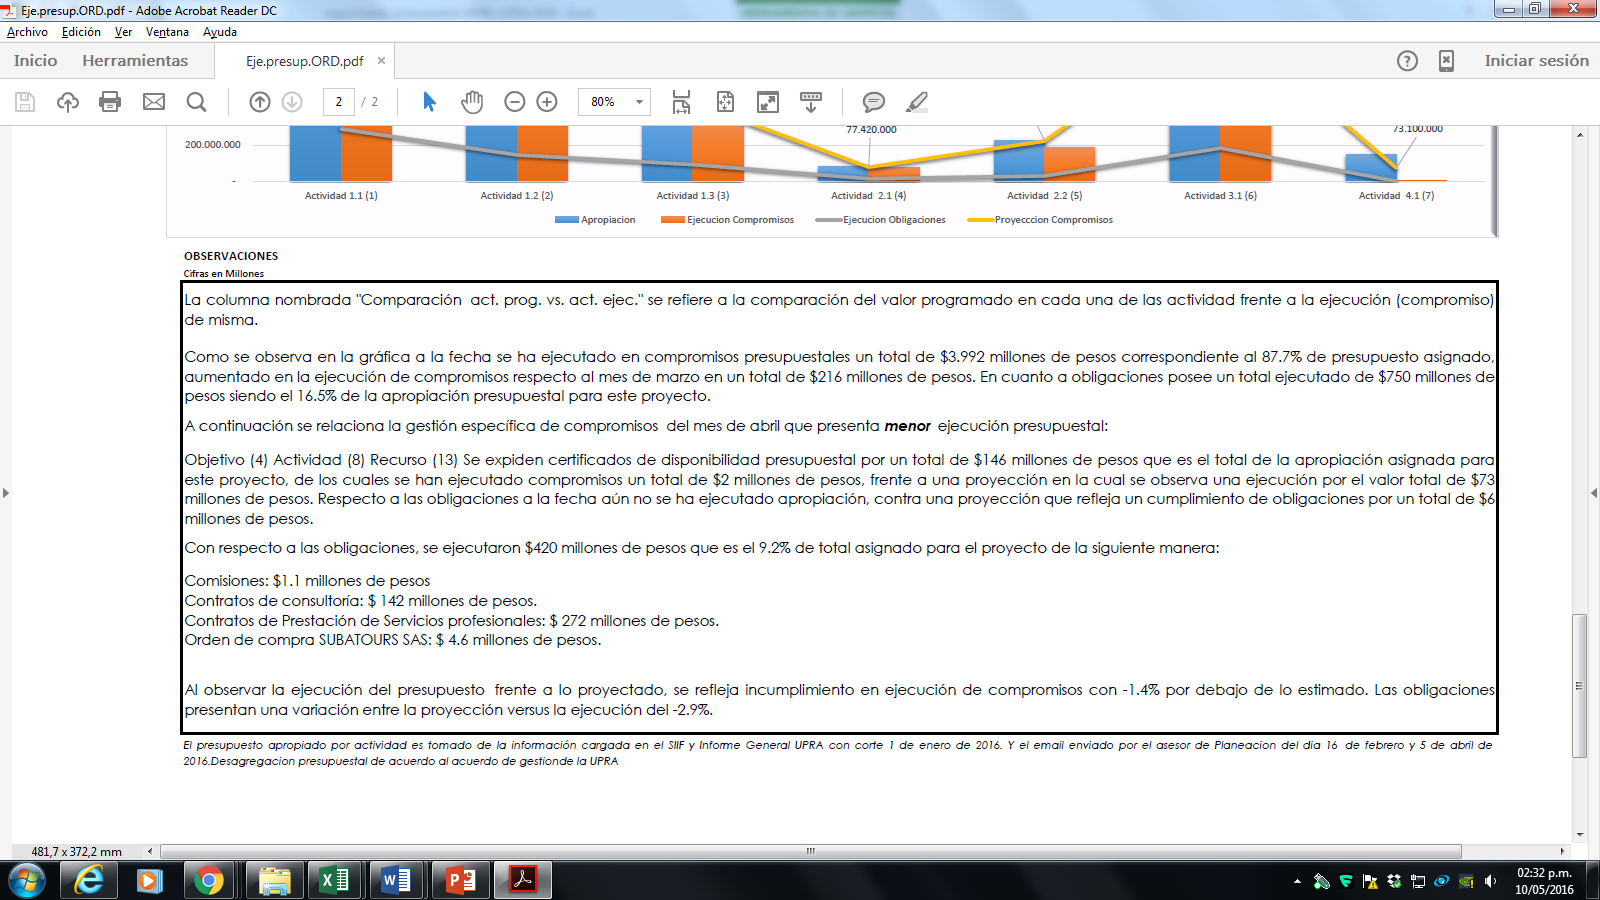 Eje.presup.ORD.pdf - Adobe Acrobat Reader DC
Archivo Edición Ver Ventana Ayuda
Inicio Herramientas Eje.presup.ORD.pdf × Iniciar sesión
2 / 2 80%
77.420.000 73.100.000
200.000.000
-
Actividad 1.1 (1) Actividad 1.2 (2) Actividad 1.3 (3) Actividad 2.1 (4) Actividad 2.2 (5) Actividad 3.1 (6) Actividad 4.1 (7)
Apropiacion Ejecucion Compromisos Ejecucion Obligaciones Proyecccion Compromisos
OBSERVACIONES
Cifras en Millones
La columna nombrada "Comparación act. prog. vs. act. ejec." se refiere a la comparación del valor programado en cada una de las actividad frente a la ejecución (compromiso)
de misma.
Como se observa en la gráfica a la fecha se ha ejecutado en compromisos presupuestales un total de $3.992 millones de pesos correspondiente al 87.7% de presupuesto asignado,
aumentado en la ejecución de compromisos respecto al mes de marzo en un total de $216 millones de pesos. En cuanto a obligaciones posee un total ejecutado de $750 millones de
pesos siendo el 16.5% de la apropiación presupuestal para este proyecto.
A continuación se relaciona la gestión específica de compromisos del mes de abril que presenta menor ejecución presupuestal:
Objetivo (4) Actividad (8) Recurso (13) Se expiden certificados de disponibilidad presupuestal por un total de $146 millones de pesos que es el total de la apropiación asignada para
este proyecto, de los cuales se han ejecutado compromisos un total de $2 millones de pesos, frente a una proyección en la cual se observa una ejecución por el valor total de $73
millones de pesos. Respecto a las obligaciones a la fecha aún no se ha ejecutado apropiación, contra una proyección que refleja un cumplimiento de obligaciones por un total de $6
millones de pesos.
Con respecto a las obligaciones, se ejecutaron $420 millones de pesos que es el 9.2% de total asignado para el proyecto de la siguiente manera:
Comisiones: $1.1 millones de pesos
Contratos de consultoría: $ 142 millones de pesos.
Contratos de Prestación de Servicios profesionales: $ 272 millones de pesos.
Orden de compra SUBATOURS SAS: $ 4.6 millones de pesos.
Al observar la ejecución del presupuesto frente a lo proyectado, se refleja incumplimiento en ejecución de compromisos con -1.4% por debajo de lo estimado. Las obligaciones
presentan una variación entre la proyección versus la ejecución del -2.9%.
El presupuesto apropiado por actividad es tomado de la información cargada en el SIIF y Informe General UPRA con corte 1 de enero de 2016. Y el email enviado por el asesor de Planeacion del dia 16 de febrero y 5 de abril de
2016.Desagregacion presupuestal de acuerdo al acuerdo de gestionde la UPRA
481,7 x 372,2 mm
02:32 p.m.
10/05/2016